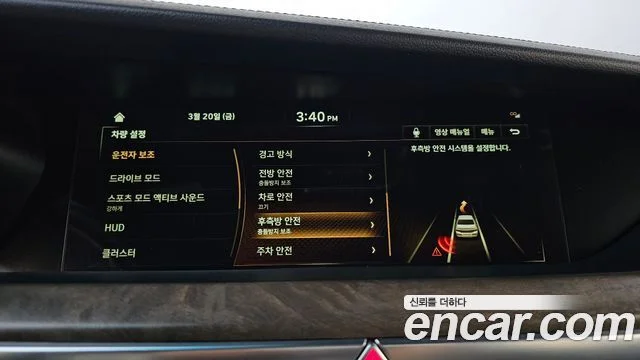 3월 20일 (금)
3:40 PM
차량 설정
영상 매뉴얼
메뉴
운전자 보조
드라이브 모드
스포츠 모드 액티브 사운드
강하게
HUD
클러스터
경고 방식
전방 안전
충돌방지 보조
차로 안전
끄기
후측방 안전
충돌방지 보조
주차 안전
후측방 안전 시스템을 설정합니다.
신뢰를 더하다
encar.com